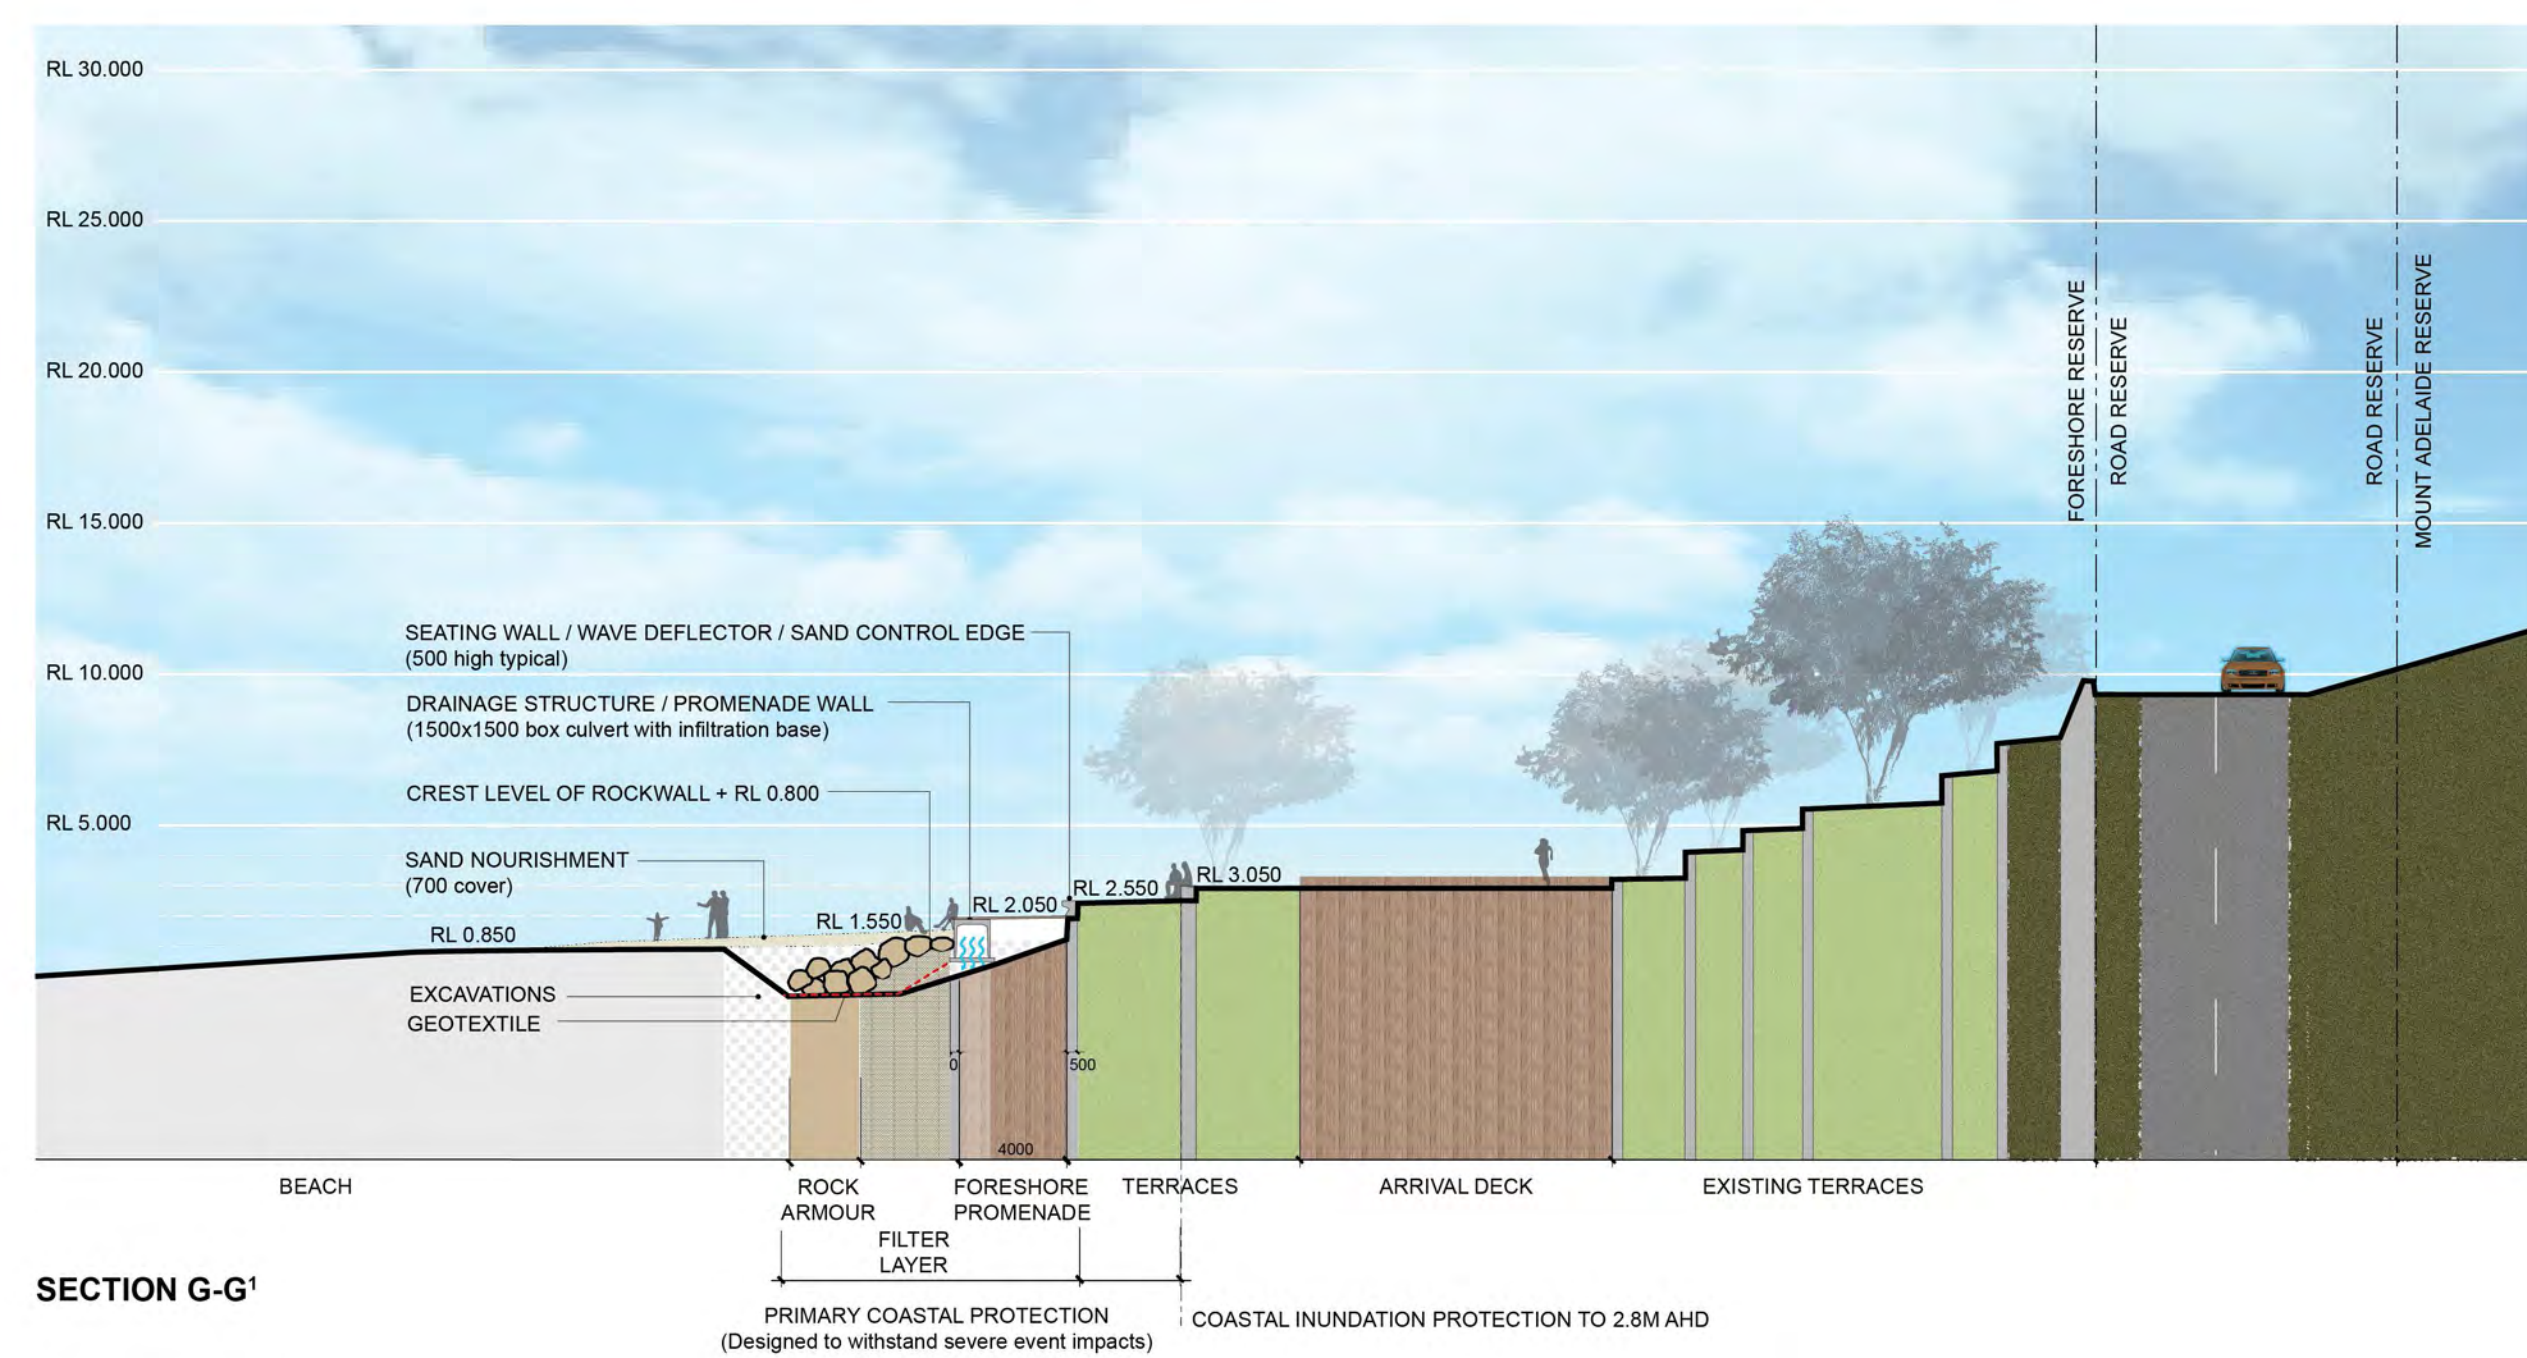 RL 30.000
RL 25.000
RL 20.000
RL 15.000
RL 10.000
RL 5.000
FORESHORE RESERVE
ROAD RESERVE
ROAD RESERVE
MOUNT ADELAIDE RESERVE
SEATING WALL / WAVE DEFLECTOR / SAND CONTROL EDGE
(500 high typical)
DRAINAGE STRUCTURE / PROMENADE WALL
(1500x1500 box culvert with infiltration base)
CREST LEVEL OF ROCKWALL + RL 0.800
SAND NOURISHMENT
(700 cover)
RL 0.850
RL 1.550
RL 2.050
RL 2.550
RL 3.050
EXCAVATIONS
GEOTEXTILE
0
500
4000
BEACH
ROCK
ARMOUR
FORESHORE
PROMENADE
TERRACES
ARRIVAL DECK
EXISTING TERRACES
FILTER
LAYER
SECTION G-G¹
PRIMARY COASTAL PROTECTION
(Designed to withstand severe event impacts)
COASTAL INUNDATION PROTECTION TO 2.8M AHD